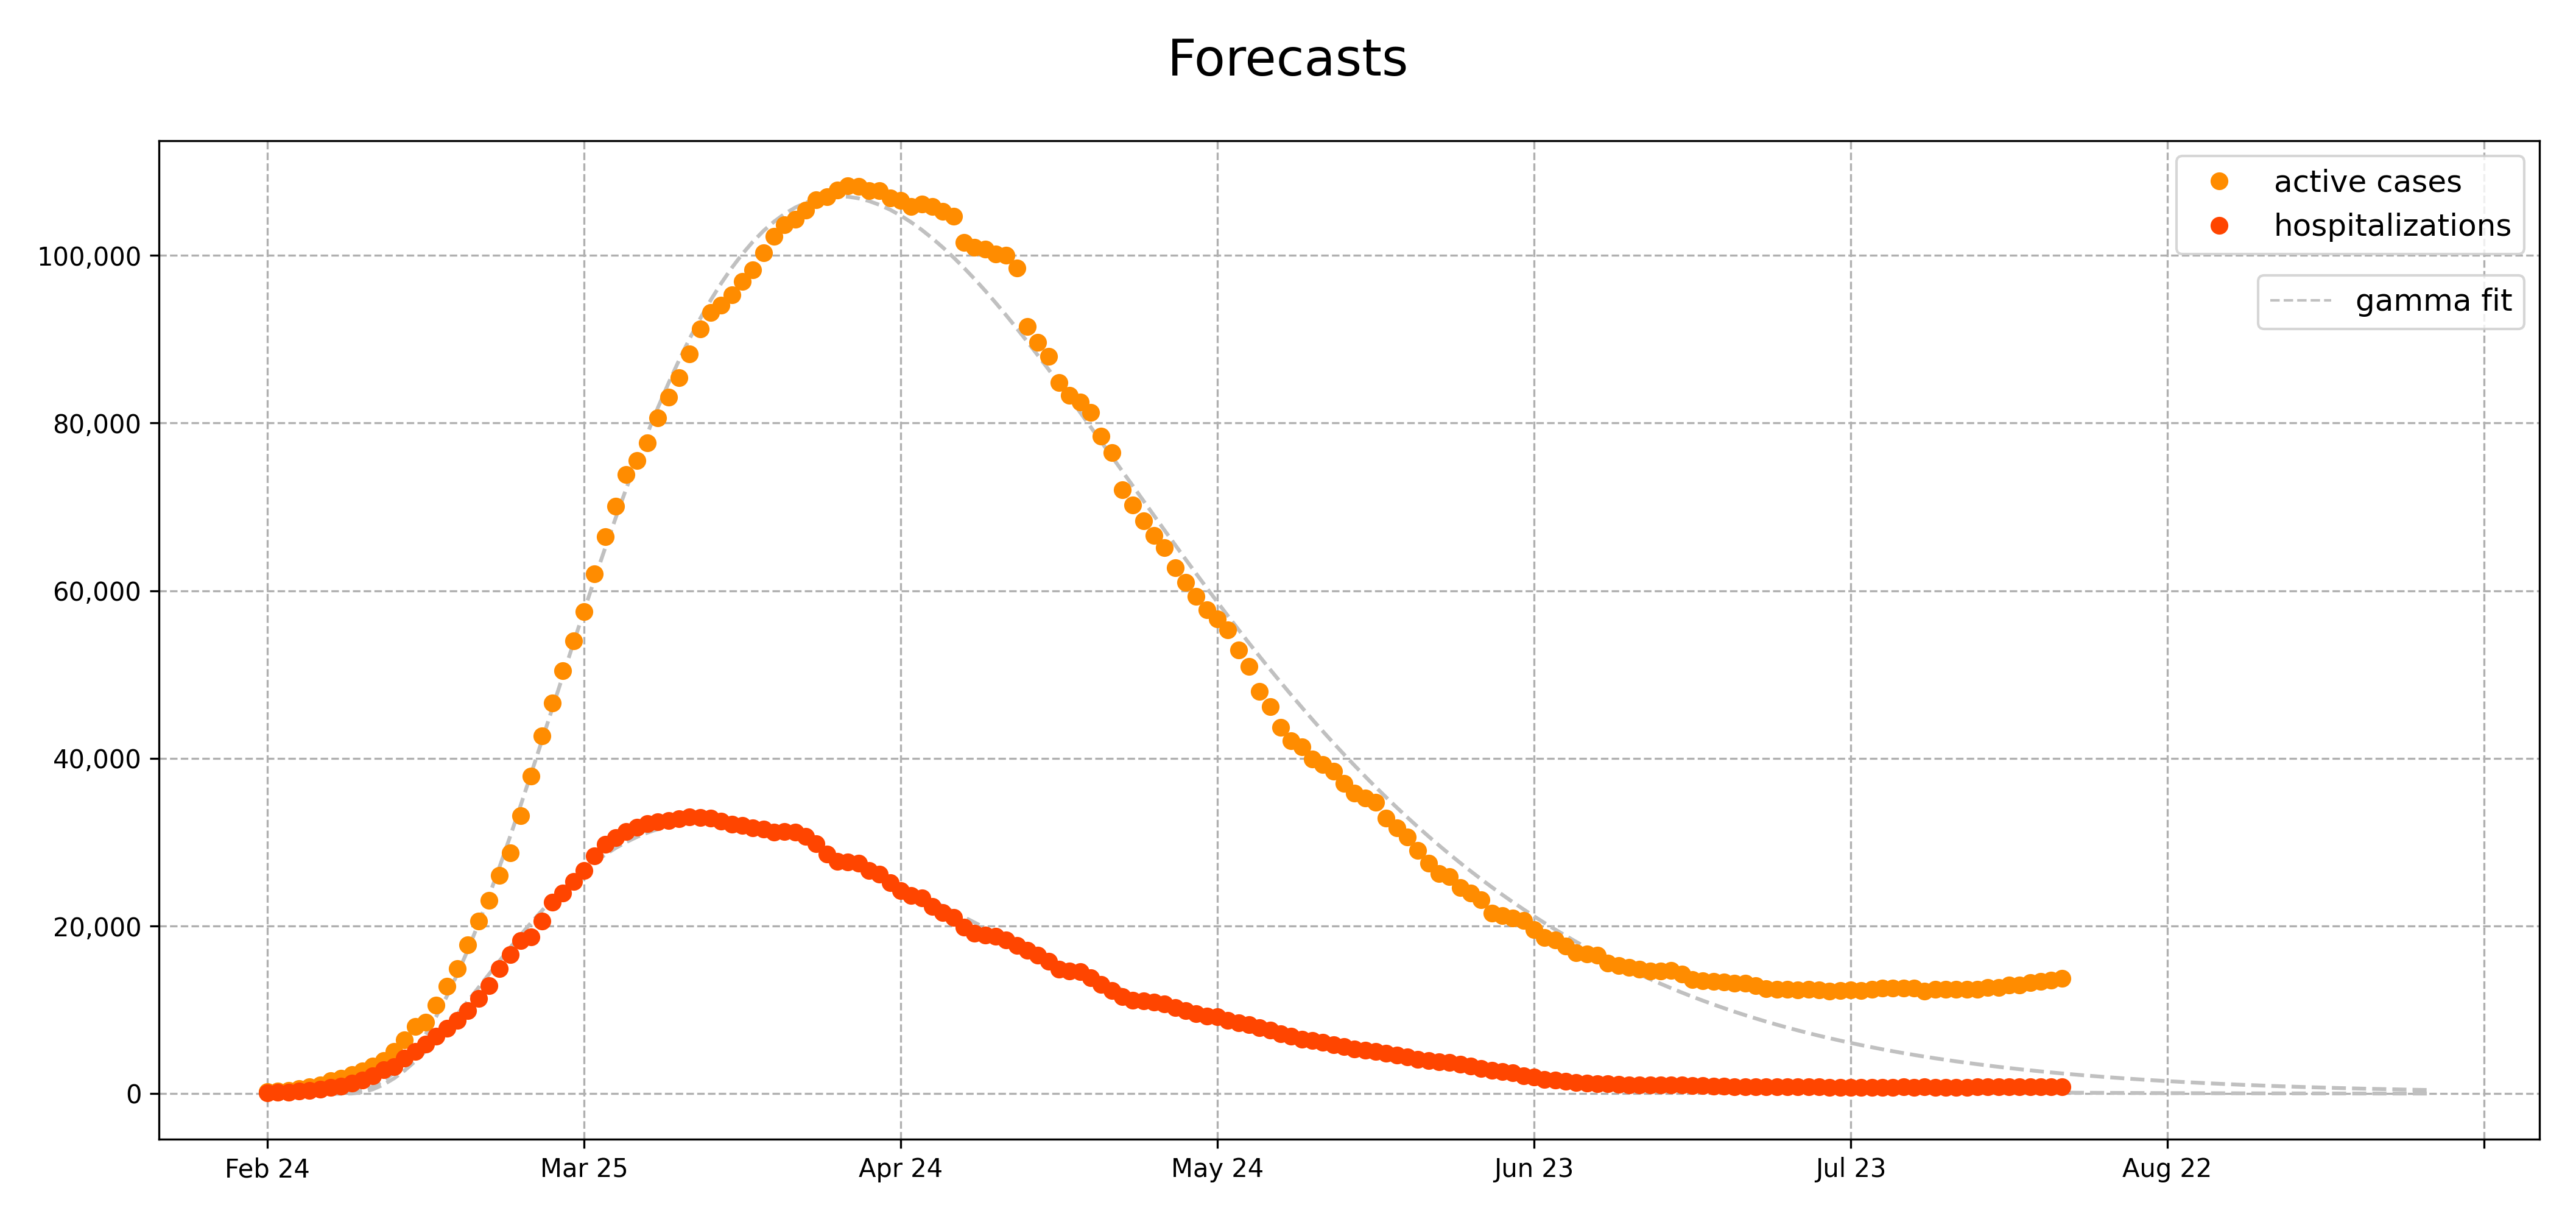 Forecasts
active cases
hospitalizations
gamma fit
100,000
80,000
60,000
40,000
20,000
0
Feb 24 Mar 25 Apr 24 May 24 Jun 23 Jul 23 Aug 22